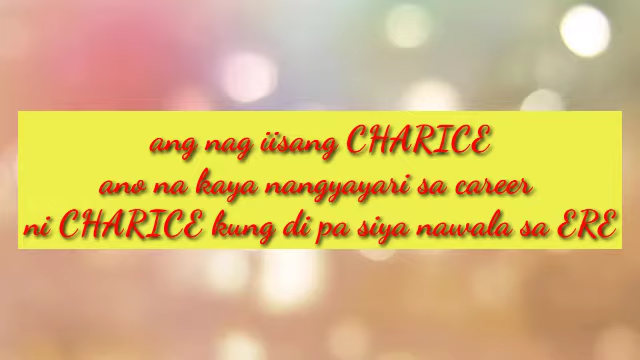 ang nag iisang CHARICE
ano na kaya nangyayari sa career
ni CHARICE kung di pa siya nawala sa ERE